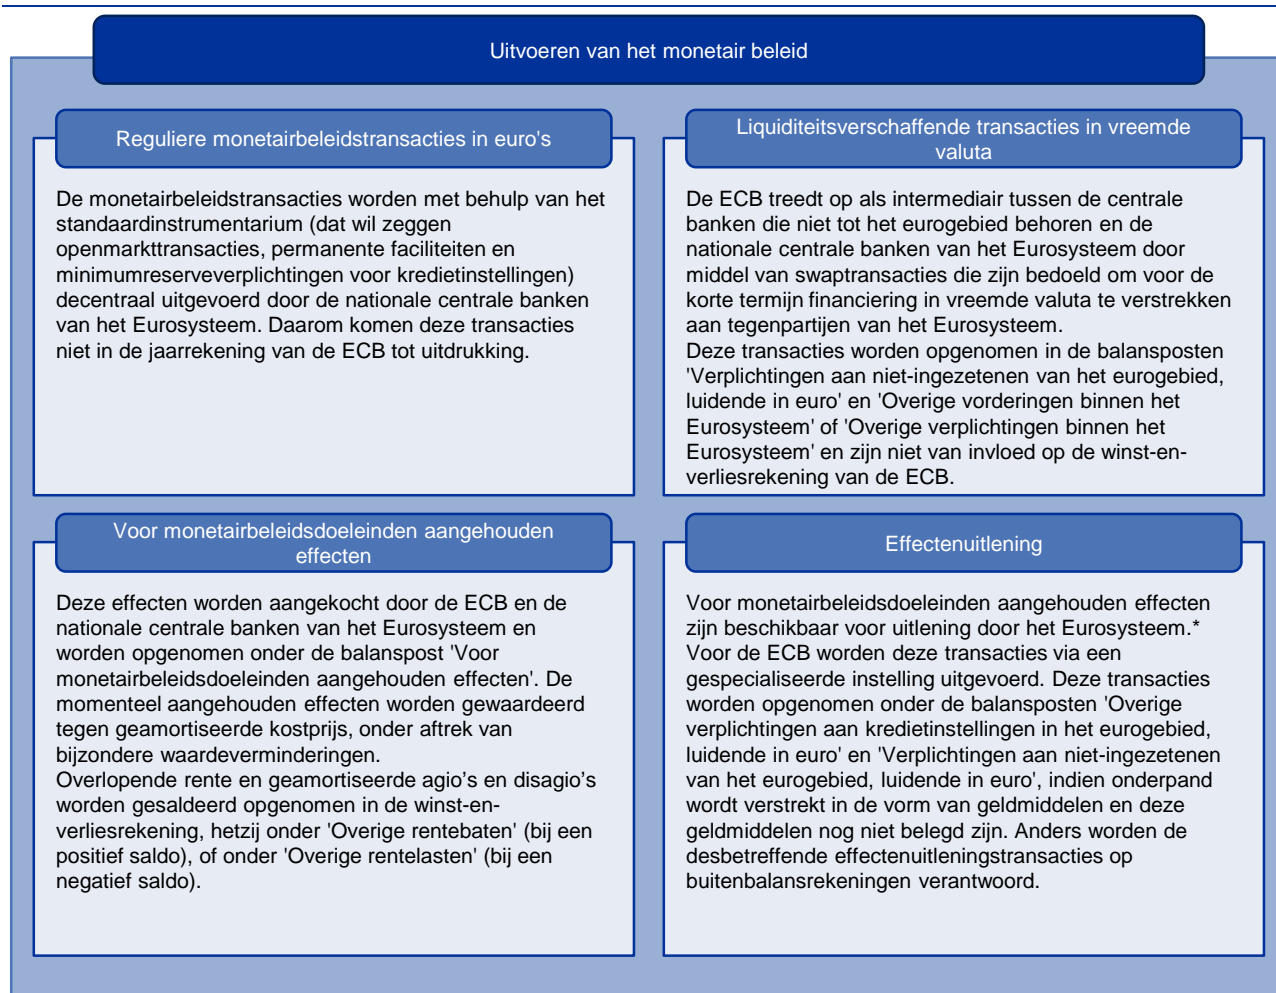 Uitvoeren van het monetair beleid
Reguliere monetairbeleidstransacties in euro's
De monetairbeleidstransacties worden met behulp van het
standaardinstrumentarium (dat wil zeggen
openmarkttransacties, permanente faciliteiten en
minimumreserveverplichtingen voor kredietinstellingen)
decentraal uitgevoerd door de nationale centrale banken
van het Eurosysteem. Daarom komen deze transacties
niet in de jaarrekening van de ECB tot uitdrukking.
Liquiditeitsverschaffende transacties in vreemde
valuta
De ECB treedt op als intermediair tussen de centrale
banken die niet tot het eurogebied behoren en de
nationale centrale banken van het Eurosysteem door
middel van swaptransacties die zijn bedoeld om voor de
korte termijn financiering in vreemde valuta te verstrekken
aan tegenpartijen van het Eurosysteem.
Deze transacties worden opgenomen in de balansposten
'Verplichtingen aan niet-ingezetenen van het eurogebied,
luidende in euro' en 'Overige vorderingen binnen het
Eurosysteem' of 'Overige verplichtingen binnen het
Eurosysteem' en zijn niet van invloed op de winst-en-
verliesrekening van de ECB.
Voor monetairbeleidsdoeleinden aangehouden
effecten
Deze effecten worden aangekocht door de ECB en de
nationale centrale banken van het Eurosysteem en
worden opgenomen onder de balanspost 'Voor
monetairbeleidsdoeleinden aangehouden effecten'. De
momenteel aangehouden effecten worden gewaardeerd
tegen geamortiseerde kostprijs, onder aftrek van
bijzondere waardeverminderingen.
Overlopende rente en geamortiseerde agio’s en disagio’s
worden gesaldeerd opgenomen in de winst-en-
verliesrekening, hetzij onder 'Overige rentebaten' (bij een
positief saldo), of onder 'Overige rentelasten' (bij een
negatief saldo).
Effectenuitlening
Voor monetairbeleidsdoeleinden aangehouden effecten
zijn beschikbaar voor uitlening door het Eurosysteem.*
Voor de ECB worden deze transacties via een
gespecialiseerde instelling uitgevoerd. Deze transacties
worden opgenomen onder de balansposten 'Overige
verplichtingen aan kredietinstellingen in het eurogebied,
luidende in euro' en 'Verplichtingen aan niet-ingezetenen
van het eurogebied, luidende in euro', indien onderpand
wordt verstrekt in de vorm van geldmiddelen en deze
geldmiddelen nog niet belegd zijn. Anders worden de
desbetreffende effectenuitleningstransacties op
buitenbalansrekeningen verantwoord.